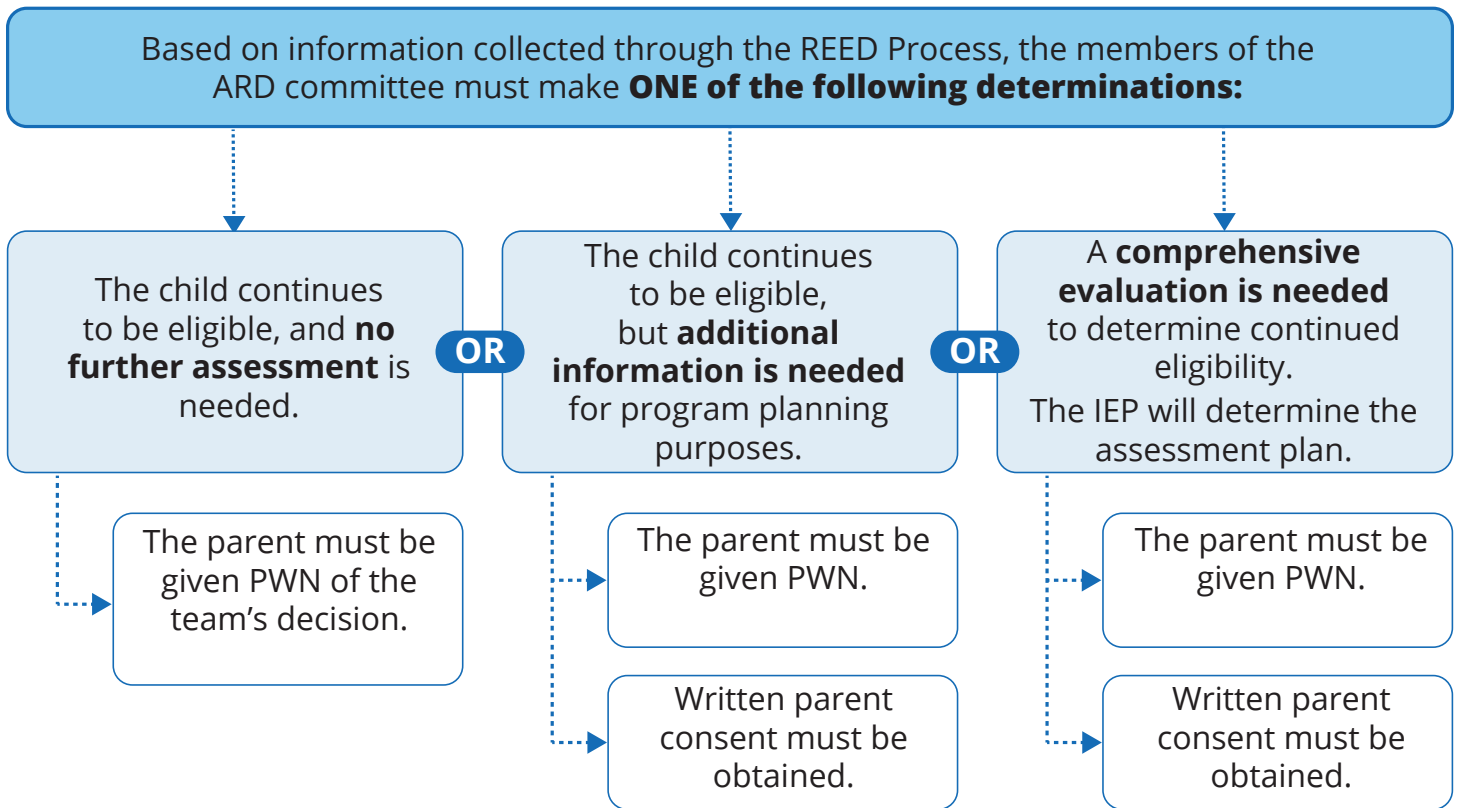 Based on information collected through the REED Process, the members of the
ARD committee must make ONE of the following determinations:
The child continues
to be eligible, and no
further assessment is
needed.
OR
The child continues
to be eligible,
but additional
information is needed
for program planning
purposes.
OR
A comprehensive
evaluation is needed
to determine continued
eligibility.
The IEP will determine the
assessment plan.
The parent must be
given PWN of the
team’s decision.
The parent must be
given PWN.
Written parent
consent must be
obtained.
The parent must be
given PWN.
Written parent
consent must be
obtained.